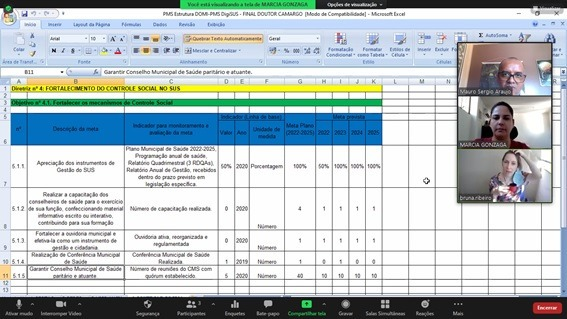 Você está visualizando a tela de MARCIA GONZAGA
Opções de visualização
PMS Estrutura DOMI-PMS DigiSUS - FINAL DOUTOR CAMARGO [Modo de Compatibilidade] - Microsoft Excel
Início
Inserir
Layout da Página
Fórmulas
Dados
Revisão
Exibição
Colar
Área de Transf...
Fonte
Quebrar Texto Automaticamente
Geral
Mesclar e Centralizar
Alinhamento
Número
Formatação Condicional
Formatar como Tabela
Estilos de Célula
Estilo
Inserir
Excluir
AutoSoma
B11
Garantir Conselho Municipal de Saúde paritário e atuante.
A B C D E F G H I J K L M N O P
Diretriz nº 4: FORTALECIMENTO DO CONTROLE SOCIAL NO SUS
Objetivo nº 4.1. Fortalecer os mecanismos de Controle Social
nº
Descrição da meta
Indicador para monitoramento e avaliação da meta
Indicador (Linha de base)
Valor
Ano
Unidade de medida
Meta Plano (2022-2025)
Meta prevista
2022 2023 2024 2025
5.1.1. Apreciação dos instrumentos de Gestão do SUS
Plano Municipal de Saúde 2022-2025, Programação anual de saúde, Relatório Quadrimestral (3 RDQAs), Relatório Anual de Gestão, recebidos dentro do prazo previsto em legislação específica.
50% 2020 Porcentagem 100% 50% 100% 100% 100%
5.1.2. Realizar a capacitação dos conselheiros de saúde para o exercício de sua função, confeccionando material informativo escrito ou interativo, contribuindo para sua formação
Número de capacitação realizada.
0 2020 Número 4 1 1 1 1
5.1.3. Fortalecer a ouvidoria municipal e efetiva-la como um instrumento de gestão e cidadania.
Ouvidoria ativa, reorganizada e regulamentada
0 2020 Número 1 1 1 1 1
5.1.4. Realização de Conferência Municipal de Saúde
Conferência Municipal de Saúde Realizada.
1 2019 Número 1 0 1 0 0
5.1.5 Garantir Conselho Municipal de Saúde paritário e atuante.
Número de reuniões do CMS com quórum estabelecido.
5 2020 Número 40 10 10 10 10
Mauro Sergio Araujo
MARCIA GONZAGA
bruna.ribeiro
Ativar mudo
Interromper Vídeo
Segurança
Participantes
3
Enquetes
Bate-papo
Compartilhar tela
Gravar
Salas Simultâneas
Reações
Mais
Encerrar